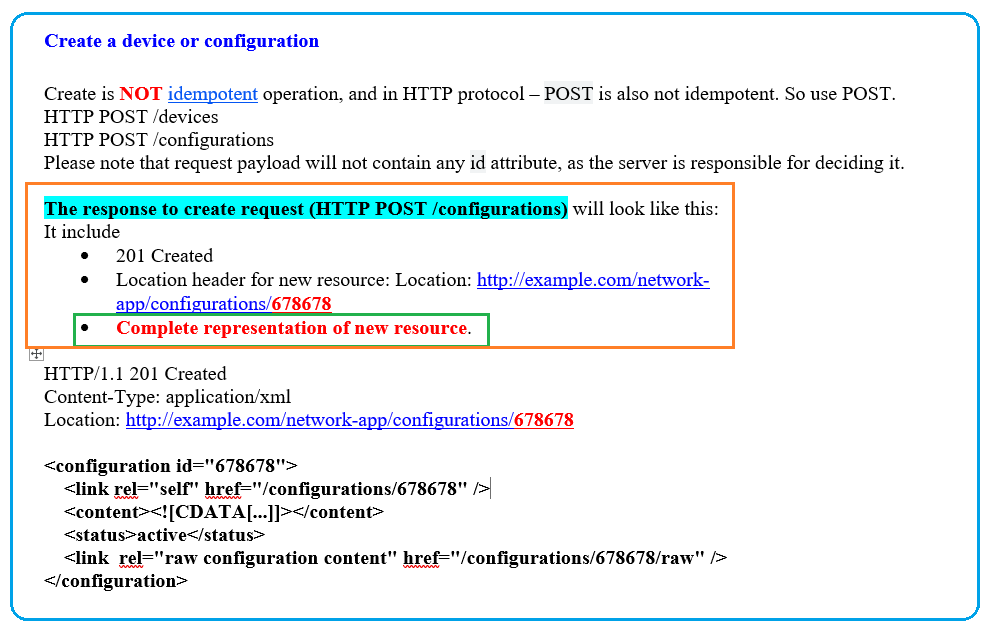 Create a device or configuration
Create is NOT idempotent operation, and in HTTP protocol – POST is also not idempotent. So use POST.
HTTP POST /devices
HTTP POST /configurations
Please note that request payload will not contain any id attribute, as the server is responsible for deciding it.
The response to create request (HTTP POST /configurations) will look like this:
It include
• 201 Created
• Location header for new resource: Location: http://example.com/network-
app/configurations/678678
• Complete representation of new resource.
HTTP/1.1 201 Created
Content-Type: application/xml
Location: http://example.com/network-app/configurations/678678
<configuration id="678678">
<link rel="self" href="/configurations/678678" />
<content><![CDATA[...]]></content>
<status>active</status>
<link  rel="raw configuration content" href="/configurations/678678/raw" />
</configuration>